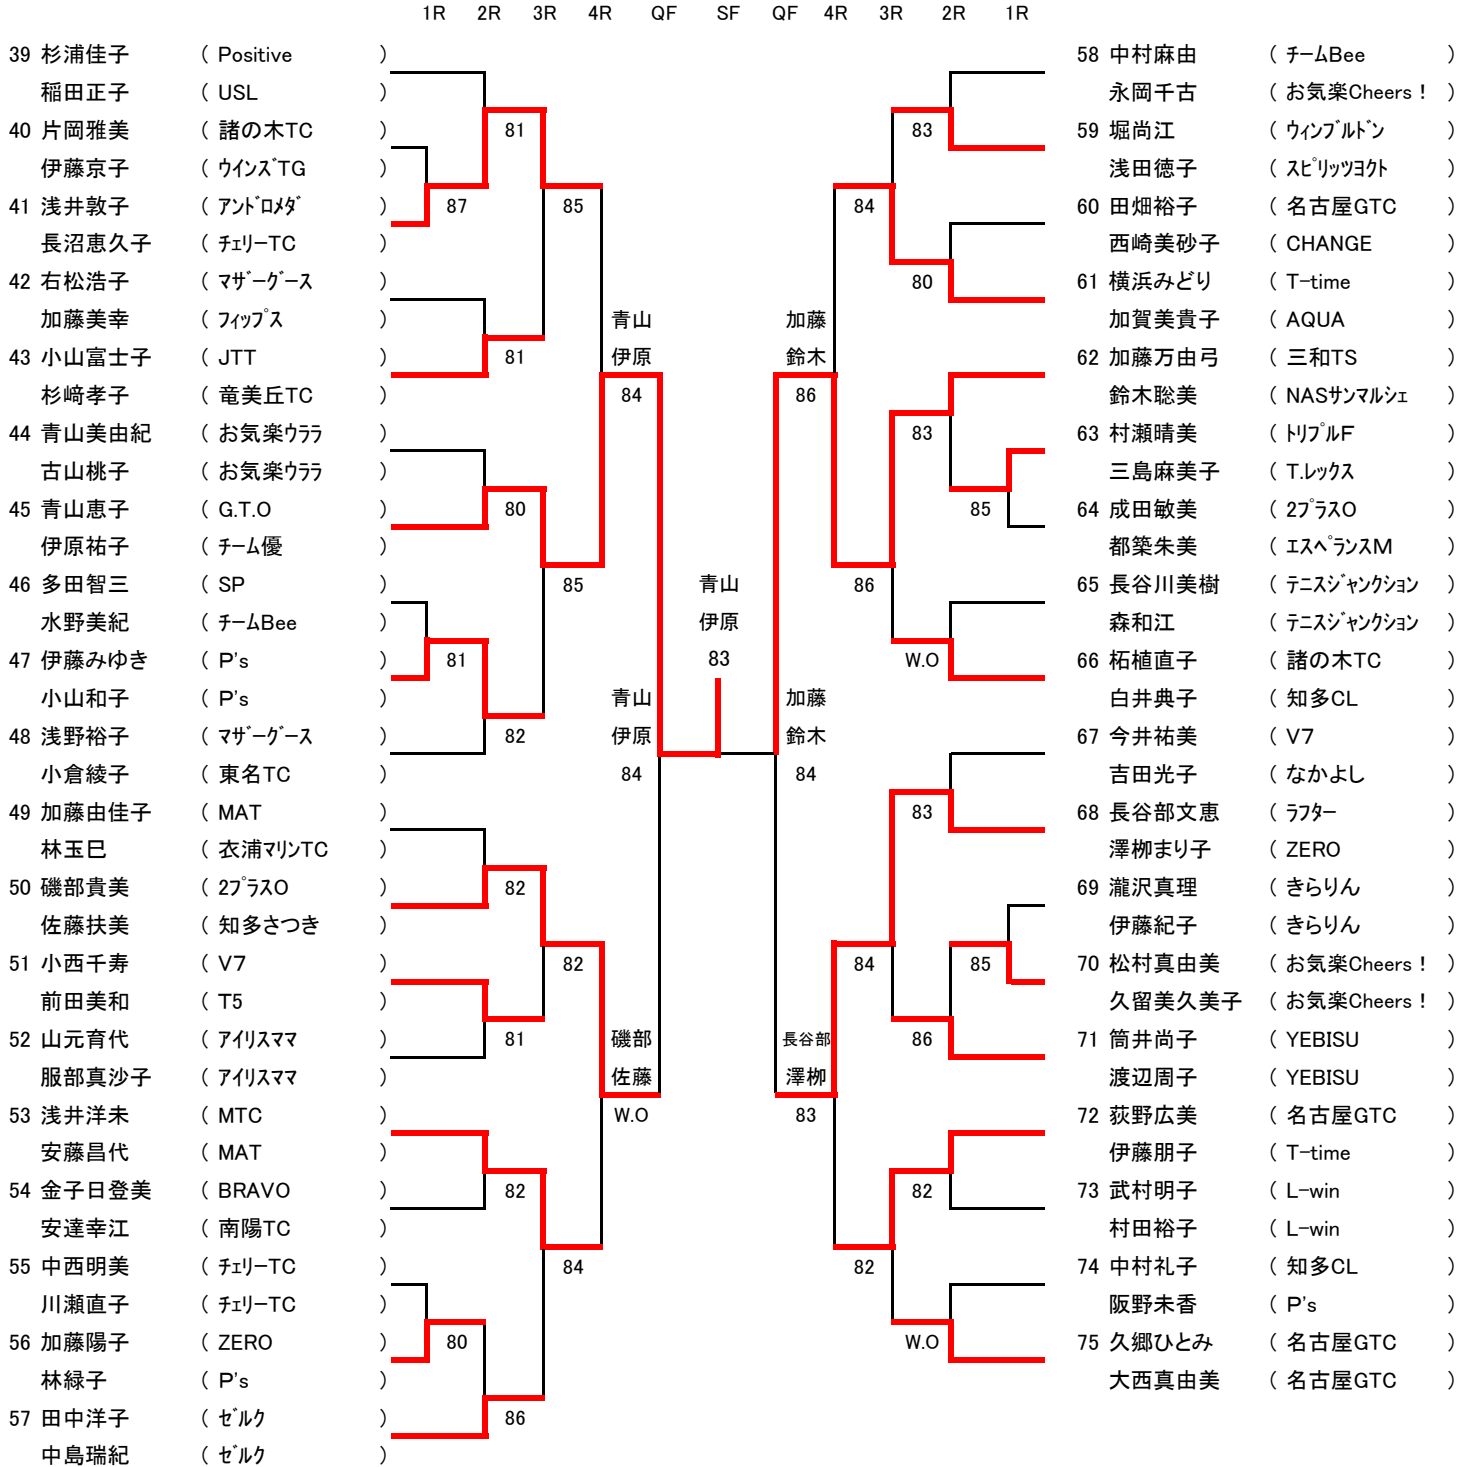 1R 2R 3R 4R QF SF QF 4R 3R 2R 1R
39 杉浦佳子 ( Positive )
稲田正子 ( USL )
40 片岡雅美 ( 諸の木TC )
伊藤京子 ( ｳインズTG )
41 浅井敦子 ( ｱﾝﾄﾞﾛﾒﾀﾞ )
長沼恵久子 ( ﾁｪﾘｰTC )
42 右松浩子 ( ﾏｻﾞｰｸﾞｰｽ )
加藤美幸 ( ﾌｨｯﾌﾟｽ )
43 小山富士子 ( JTT )
杉﨑孝子 ( 竜美丘TC )
44 青山美由紀 ( お気楽ｳﾗﾗ )
古山桃子 ( お気楽ｳﾗﾗ )
45 青山恵子 ( G.T.O )
伊原祐子 ( ﾁｰﾑ優 )
46 多田智三 ( SP )
水野美紀 ( ﾁｰﾑBee )
47 伊藤みゆき ( P's )
小山和子 ( P's )
48 浅野裕子 ( ﾏｻﾞｰｸﾞｰｽ )
小倉綾子 ( 東名TC )
49 加藤由佳子 ( MAT )
林玉巳 ( 衣浦ﾏﾘﾝTC )
50 磯部貴美 ( 2ﾌﾟﾗｽO )
佐藤扶美 ( 知多さつき )
51 小西千寿 ( V7 )
前田美和 ( T5 )
52 山元育代 ( ｱｲﾘｽママ )
服部真沙子 ( ｱｲﾘｽママ )
53 浅井洋未 ( MTC )
安藤昌代 ( MAT )
54 金子日登美 ( BRAVO )
安達幸江 ( 南陽TC )
55 中西明美 ( ﾁｪﾘｰTC )
川瀬直子 ( ﾁｪﾘｰTC )
56 加藤陽子 ( ZERO )
林緑子 ( P's )
57 田中洋子 ( ｾﾞﾙｸ )
中島瑞紀 ( ｾﾞﾙｸ )
87
81
80
81
81
80
82
82
81
82
86
85
85
82
84
青山
伊原
84
磯部
佐藤
W.O
青山
伊原
84
青山
伊原
83
加藤
鈴木
84
加藤
鈴木
86
長谷部
澤栁
83
84
86
84
82
83
80
83
W.O
83
86
82
W.O
85
85
58 中村麻由 ( ﾁｰﾑBee )
永岡千古 ( お気楽Cheers！ )
59 堀尚江 ( ｳｨﾝﾌﾞﾙﾄﾞﾝ )
浅田徳子 ( ｽﾋﾟﾘｯﾂﾖｸﾄ )
60 田畑裕子 ( 名古屋GTC )
西崎美砂子 ( CHANGE )
61 横浜みどり ( T-time )
加賀美貴子 ( AQUA )
62 加藤万由弓 ( 三和TS )
鈴木聡美 ( NASｻﾝﾏﾙｼｪ )
63 村瀬晴美 ( ﾄﾘﾌﾟﾙF )
三島麻美子 ( T.ﾚｯｸｽ )
64 成田敏美 ( 2ﾌﾟﾗｽO )
都築朱美 ( ｴｽﾍﾟﾗﾝｽM )
65 長谷川美樹 ( ﾃﾆｽｼﾞｬﾝｸｼｮﾝ )
森和江 ( ﾃﾆｽｼﾞｬﾝｸｼｮﾝ )
66 柘植直子 ( 諸の木TC )
白井典子 ( 知多CL )
67 今井祐美 ( V7 )
吉田光子 ( なかよし )
68 長谷部文恵 ( ﾗﾌﾀｰ )
澤栁まり子 ( ZERO )
69 瀧沢真理 ( きらりん )
伊藤紀子 ( きらりん )
70 松村真由美 ( お気楽Cheers！ )
久留美久美子 ( お気楽Cheers！ )
71 筒井尚子 ( YEBISU )
渡辺周子 ( YEBISU )
72 荻野広美 ( 名古屋GTC )
伊藤朋子 ( T-time )
73 武村明子 ( L-win )
村田裕子 ( L-win )
74 中村礼子 ( 知多CL )
阪野未香 ( P's )
75 久郷ひとみ ( 名古屋GTC )
大西真由美 ( 名古屋GTC )